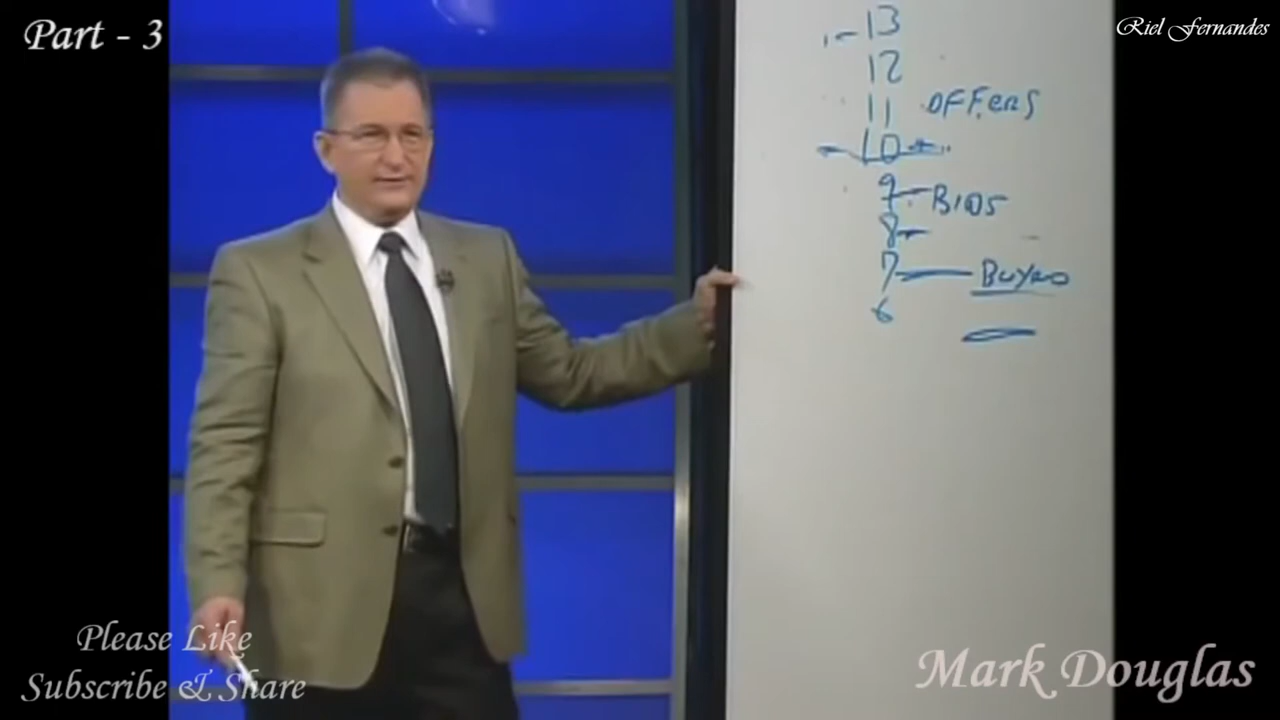 Part - 3
Riel Fernandes
13
12
11 OFFERS
10
9 BIDS
8
7 Buyers
6
Please Like
Subscribe & Share
Mark Douglas